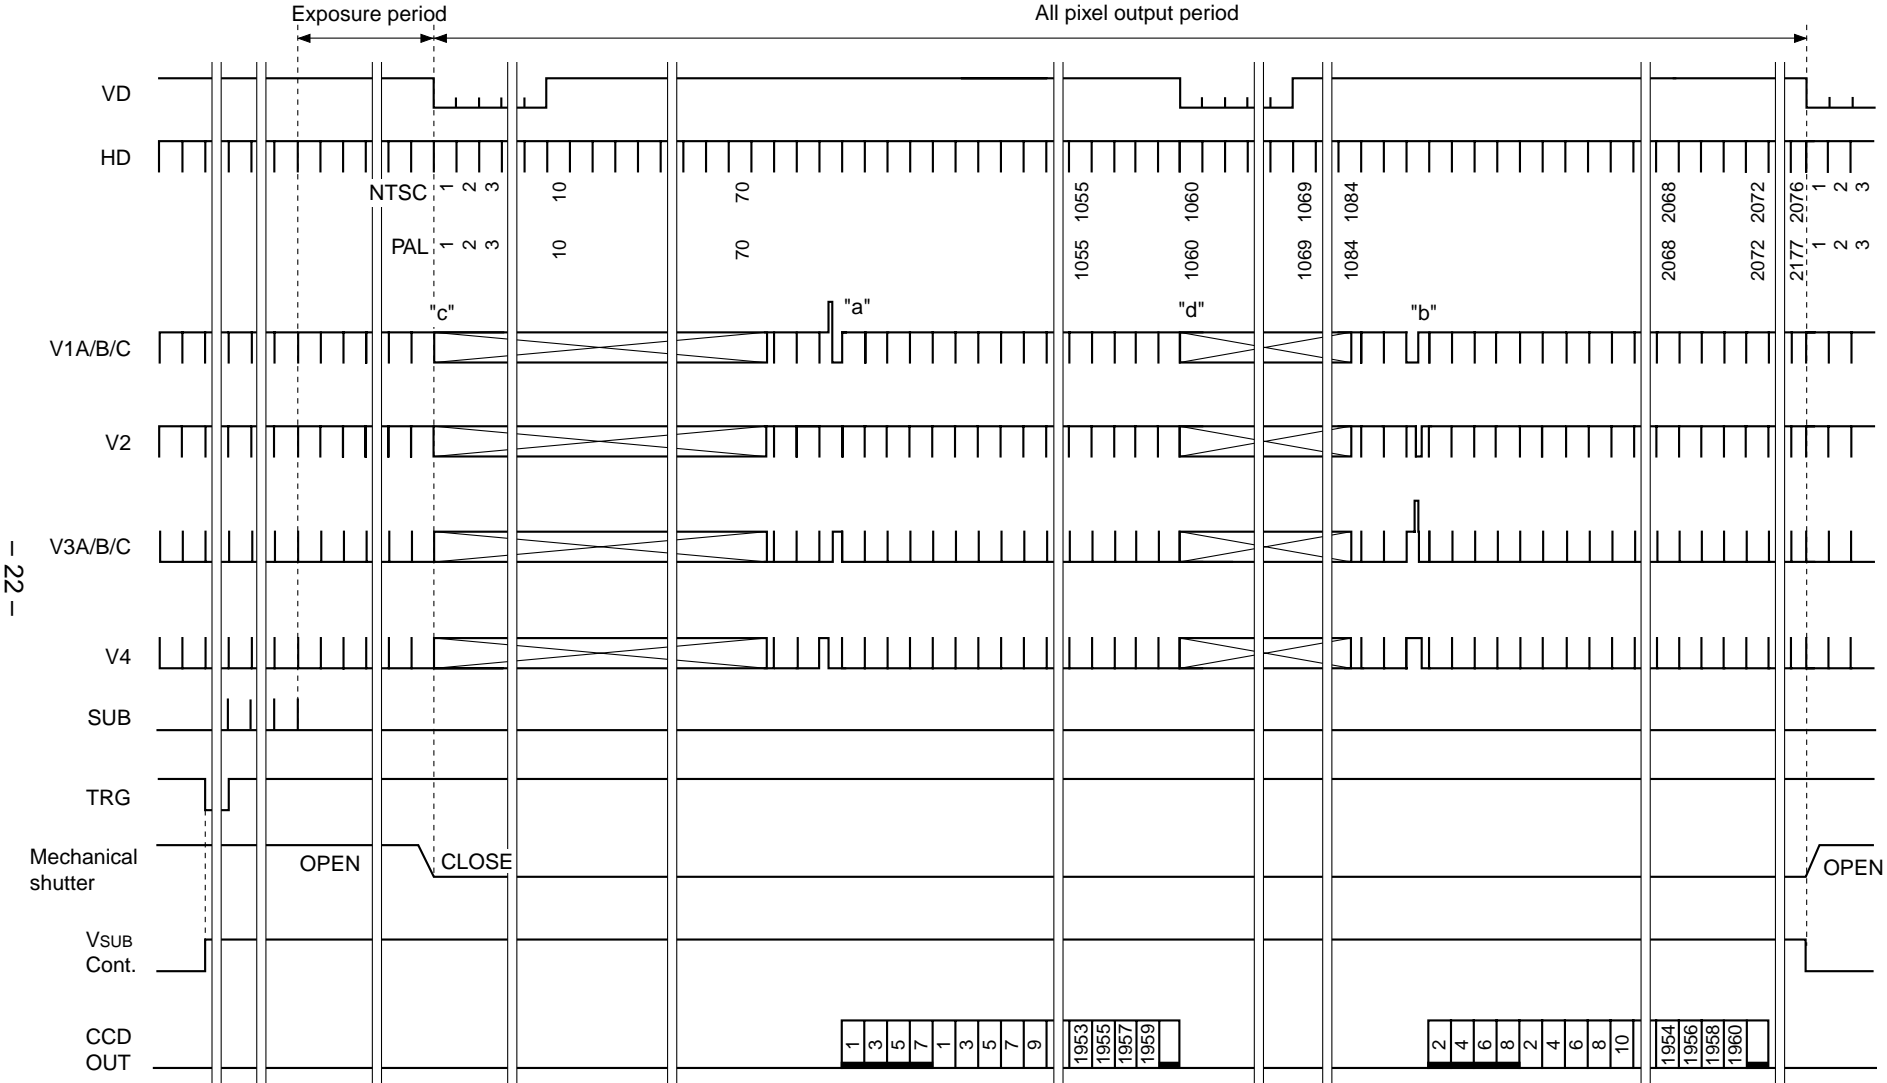 Exposure period
All pixel output period
VD
HD
NTSC 1 2 3 10 70 1055 1060 1069 1084 2068 2072 2076 1 2 3
PAL 1 2 3 10 70 1055 1060 1069 1084 2068 2072 2177 1 2 3
"c" "a" "d" "b"
V1A/B/C
V2
V3A/B/C
– 22 –
V4
SUB
TRG
Mechanical
shutter
OPEN CLOSE OPEN
VSUB
Cont.
CCD
OUT
1 3 5 7 1 3 5 7 9 1953 1955 1957 1959 2 4 6 8 2 4 6 8 10 1954 1956 1958 1960